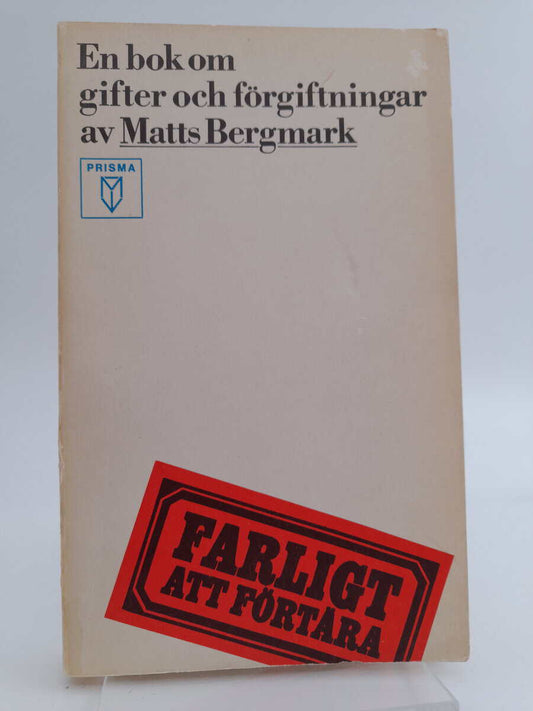 En bok om
gifter och förgiftningar
av Matts Bergmark
PRISMA
FARLIGT
ATT FÖRTÄRA